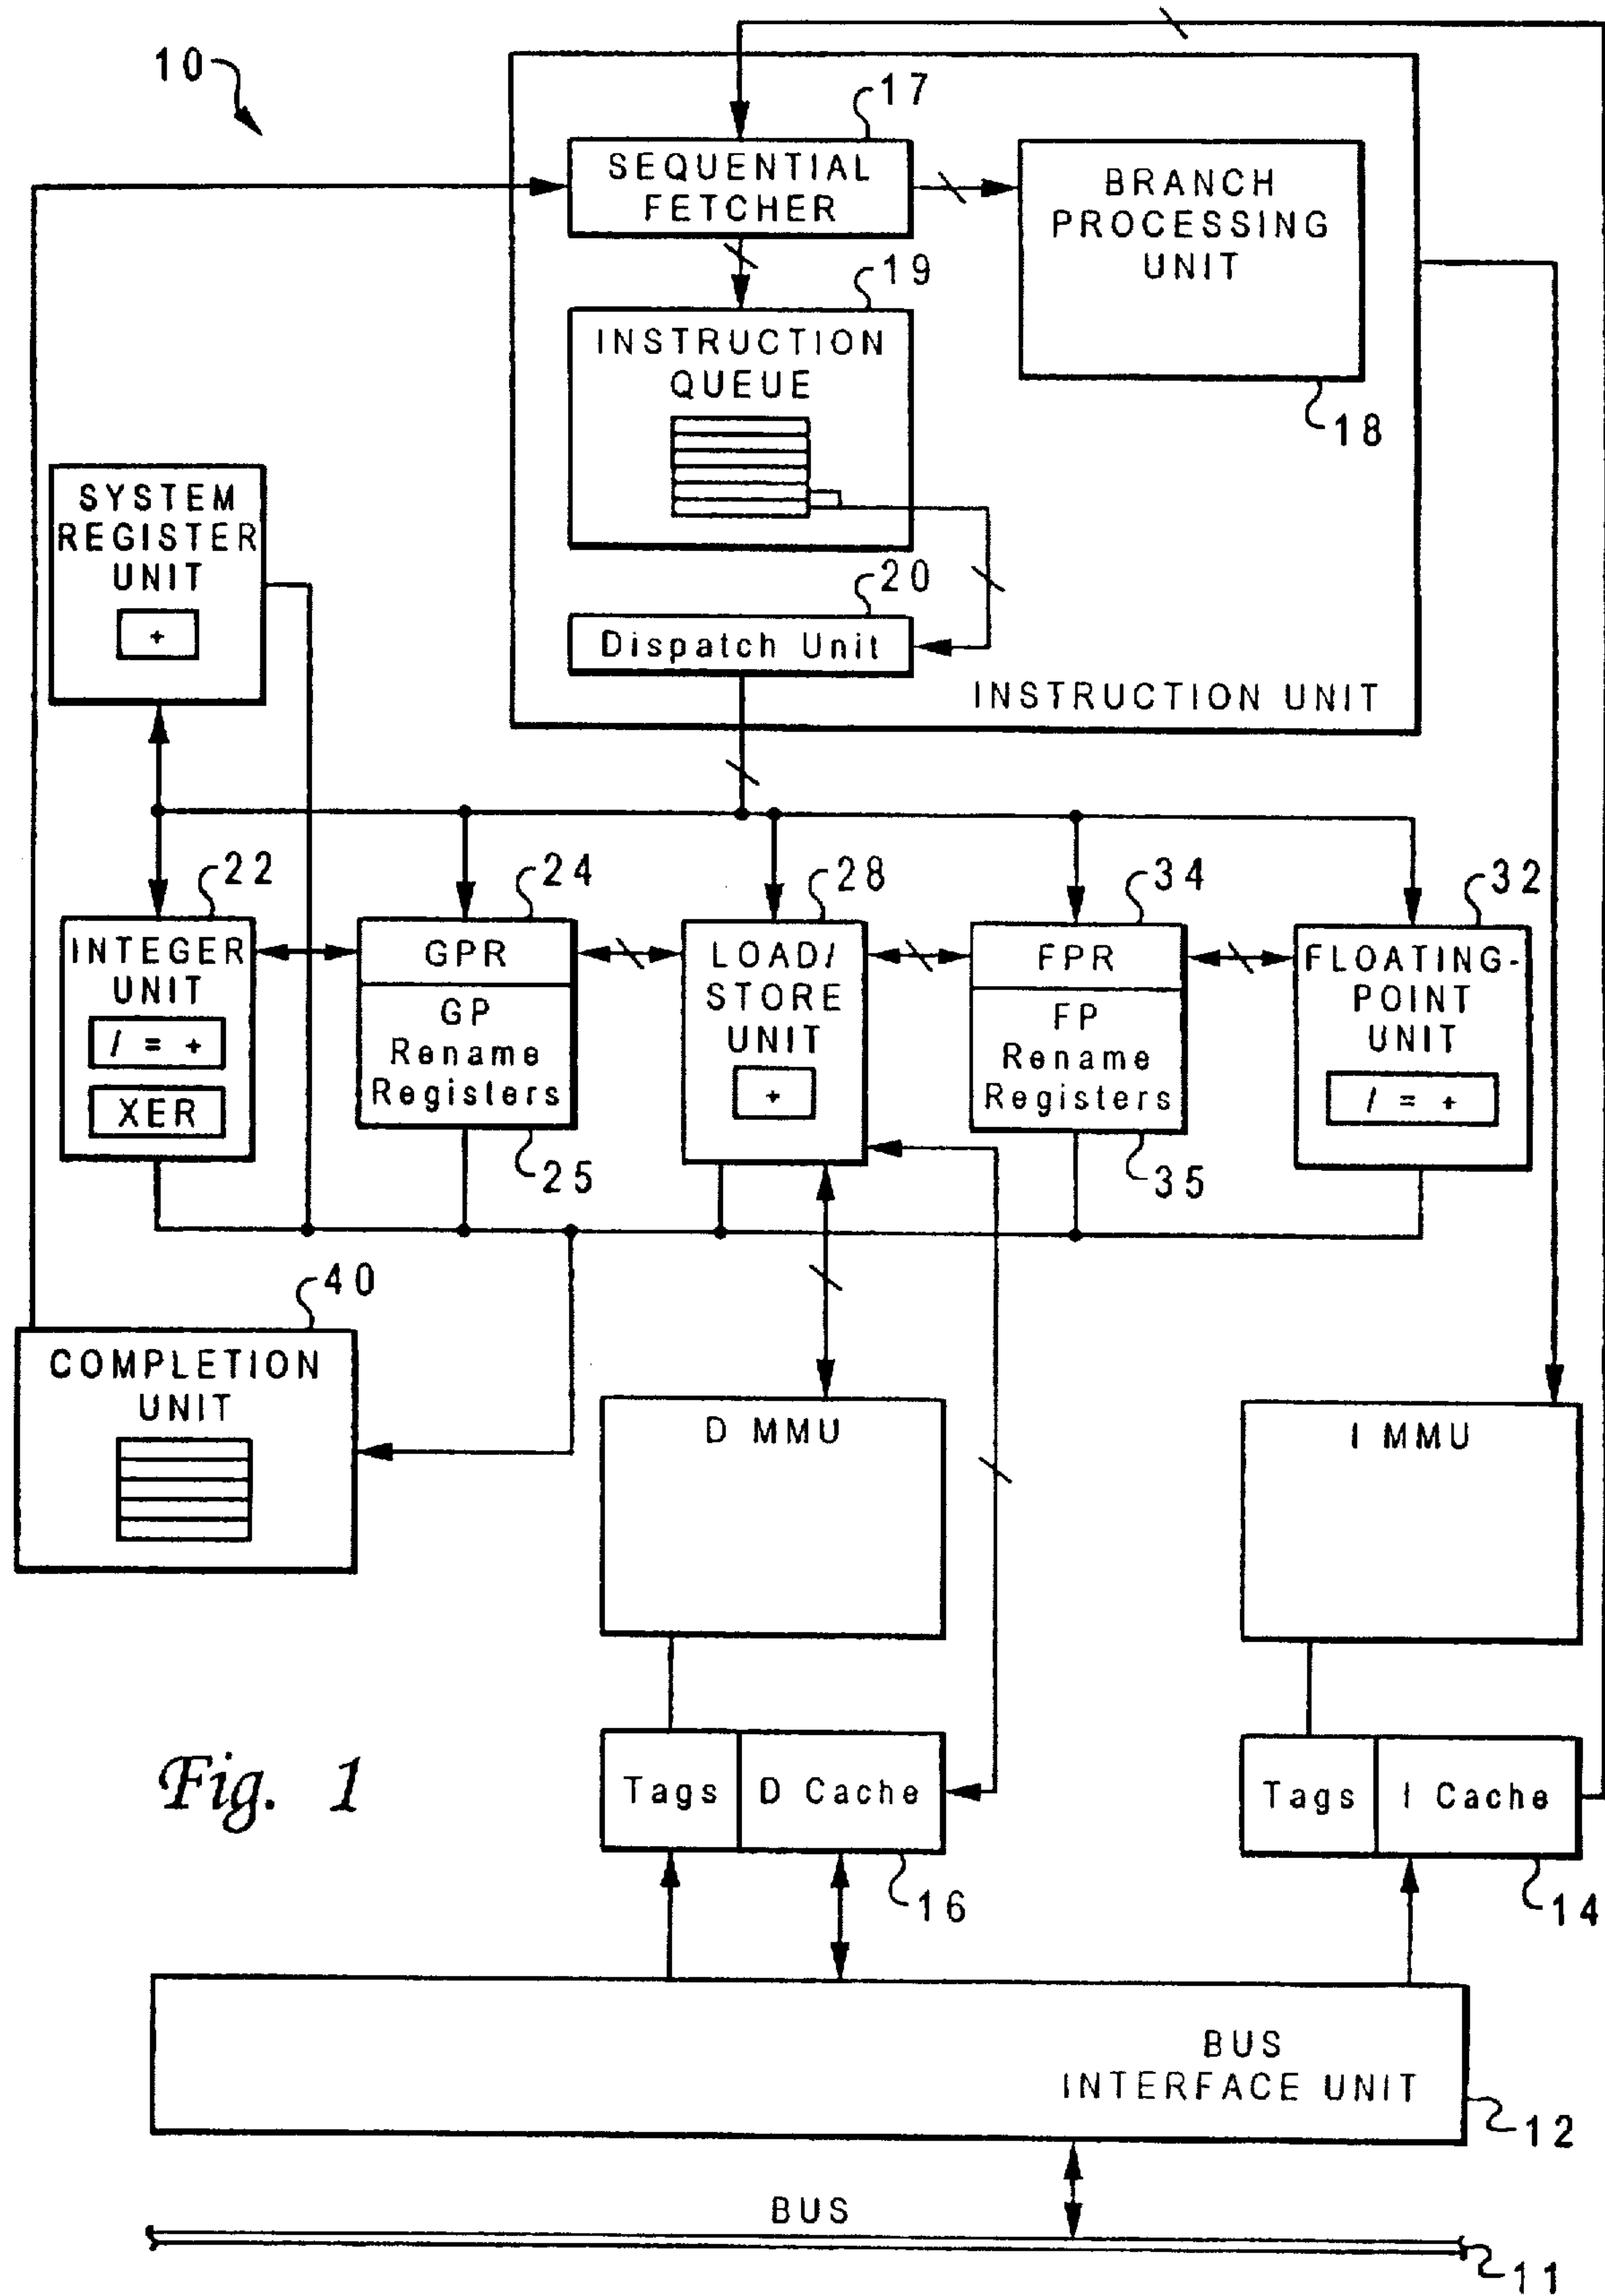 10
17
SEQUENTIAL
FETCHER
BRANCH
PROCESSING
UNIT
18
19
INSTRUCTION
QUEUE
20
Dispatch Unit
INSTRUCTION UNIT
SYSTEM
REGISTER
UNIT
+
22
INTEGER
UNIT
/ = +
XER
24
GPR
GP
Rename
Registers
25
28
LOAD/
STORE
UNIT
+
34
FPR
FP
Rename
Registers
35
32
FLOATING-
POINT
UNIT
/ = +
40
COMPLETION
UNIT
D MMU
I MMU
Tags
D Cache
16
Tags
I Cache
14
Fig. 1
BUS
INTERFACE UNIT
12
BUS
11